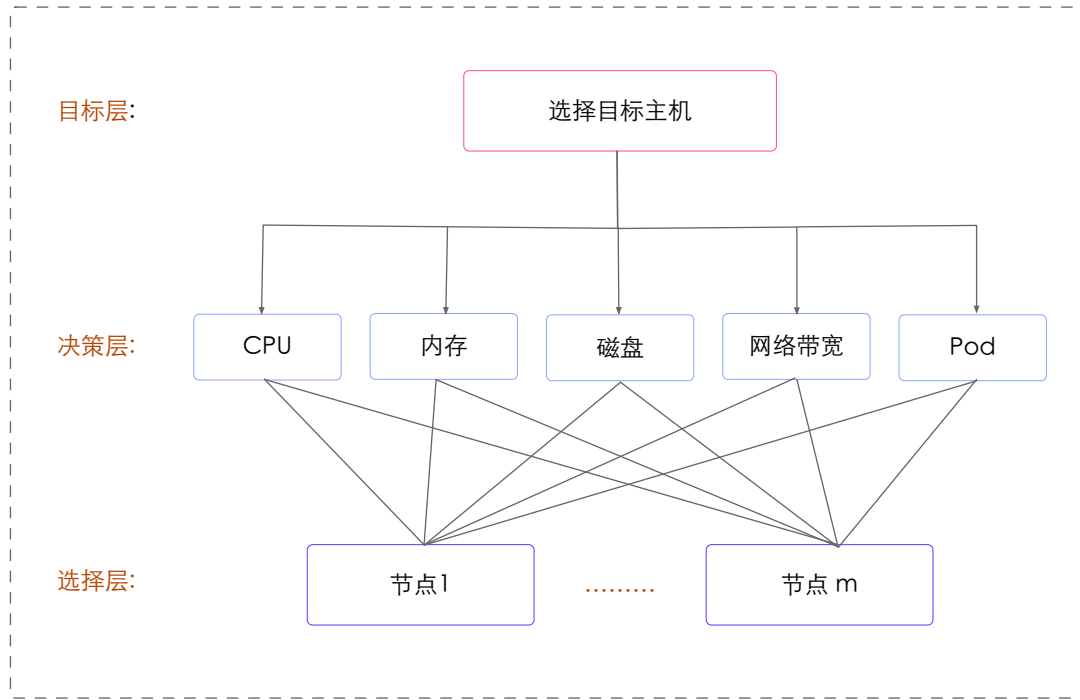 目标层:
选择目标主机
决策层:
CPU
内存
磁盘
网络带宽
Pod
选择层:
节点1
.........
节点 m